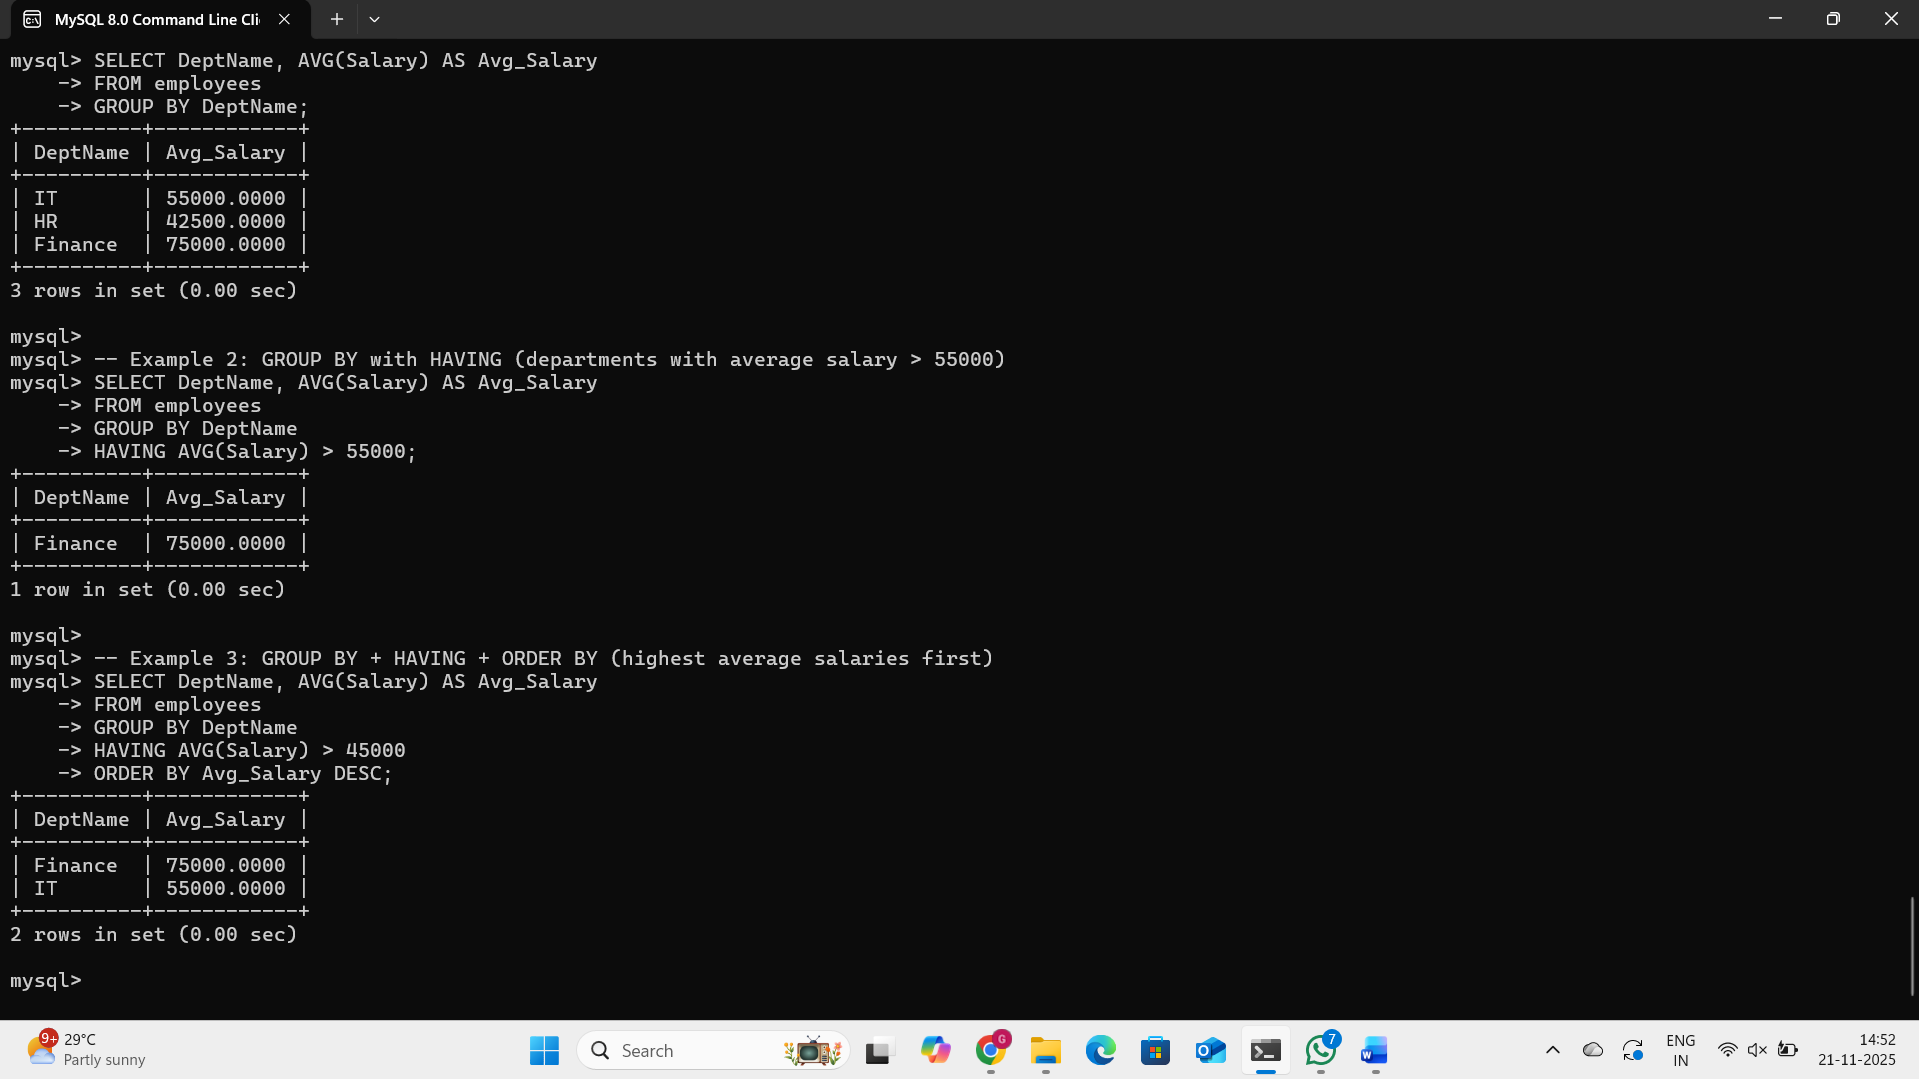 MySQL 8.0 Command Line Cli
mysql> SELECT DeptName, AVG(Salary) AS Avg_Salary
    -> FROM employees
    -> GROUP BY DeptName;
+----------+------------+
| DeptName | Avg_Salary |
+----------+------------+
| IT       | 55000.0000 |
| HR       | 42500.0000 |
| Finance  | 75000.0000 |
+----------+------------+
3 rows in set (0.00 sec)
mysql>
mysql> -- Example 2: GROUP BY with HAVING (departments with average salary > 55000)
mysql> SELECT DeptName, AVG(Salary) AS Avg_Salary
    -> FROM employees
    -> GROUP BY DeptName
    -> HAVING AVG(Salary) > 55000;
+----------+------------+
| DeptName | Avg_Salary |
+----------+------------+
| Finance  | 75000.0000 |
+----------+------------+
1 row in set (0.00 sec)
mysql>
mysql> -- Example 3: GROUP BY + HAVING + ORDER BY (highest average salaries first)
mysql> SELECT DeptName, AVG(Salary) AS Avg_Salary
    -> FROM employees
    -> GROUP BY DeptName
    -> HAVING AVG(Salary) > 45000
    -> ORDER BY Avg_Salary DESC;
+----------+------------+
| DeptName | Avg_Salary |
+----------+------------+
| Finance  | 75000.0000 |
| IT       | 55000.0000 |
+----------+------------+
2 rows in set (0.00 sec)
mysql>
9+ 29°C
Partly sunny
Search
G
7
ENG
IN
14:52
21-11-2025